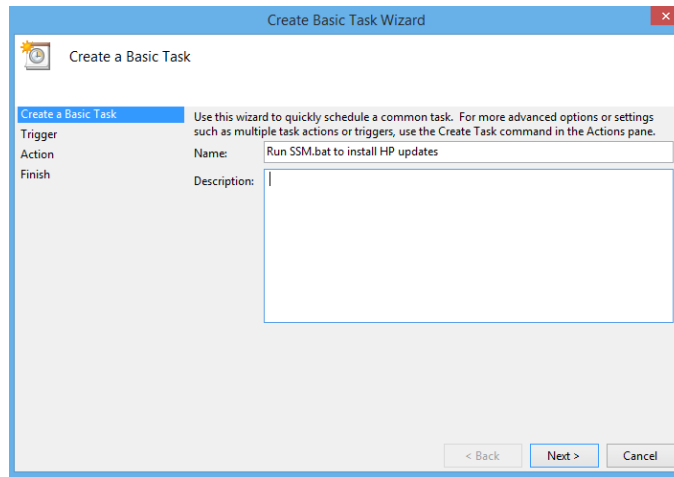 Create Basic Task Wizard
Create a Basic Task
Create a Basic Task
Trigger
Action
Finish
Use this wizard to quickly schedule a common task.  For more advanced options or settings
such as multiple task actions or triggers, use the Create Task command in the Actions pane.
Name:
Run SSM.bat to install HP updates
Description:
< Back
Next >
Cancel